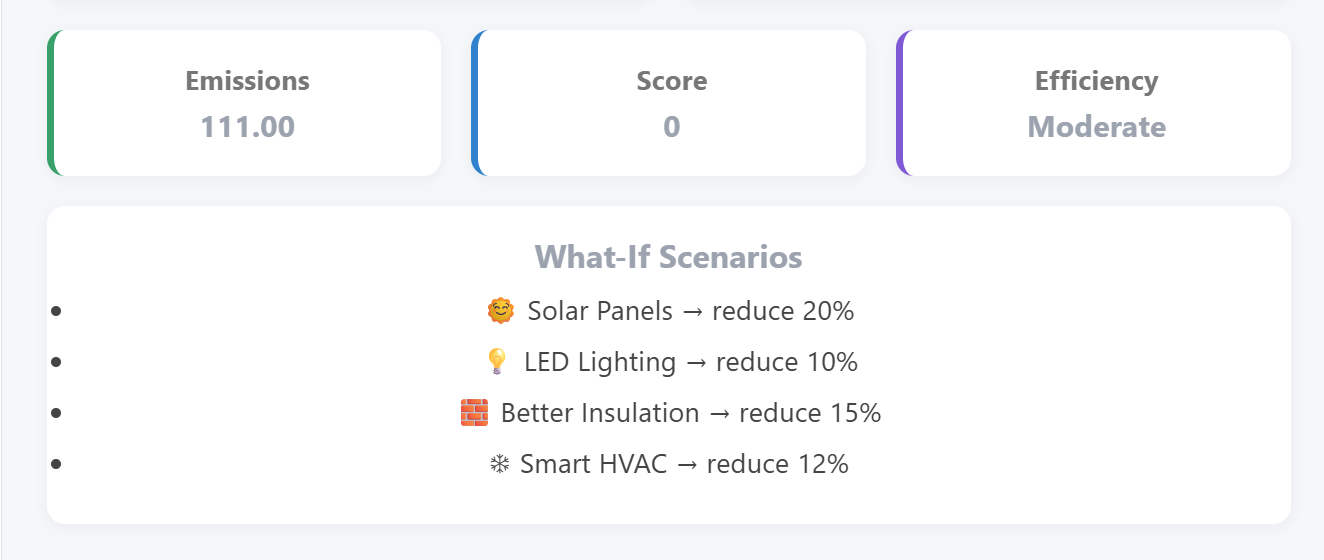 Emissions
111.00
Score
0
Efficiency
Moderate
What-If Scenarios
• 🌞 Solar Panels → reduce 20%
• 💡 LED Lighting → reduce 10%
• 🧱 Better Insulation → reduce 15%
• ❄ Smart HVAC → reduce 12%